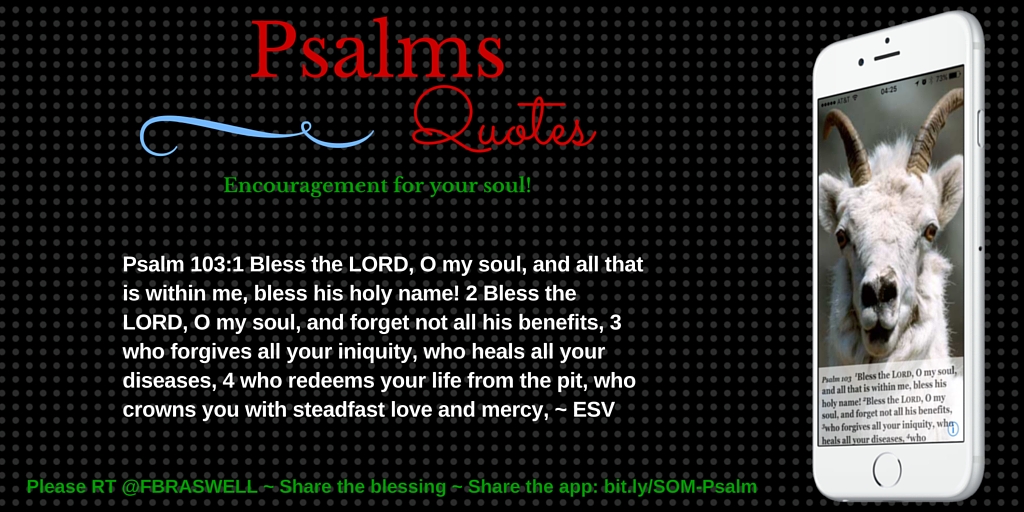 Psalms
Quotes
Encouragement for your soul!
Psalm 103:1 Bless the LORD, O my soul, and all that
is within me, bless his holy name! 2 Bless the
LORD, O my soul, and forget not all his benefits, 3
who forgives all your iniquity, who heals all your
diseases, 4 who redeems your life from the pit, who
crowns you with steadfast love and mercy, ~ ESV
Please RT @FBRASWELL ~ Share the blessing ~ Share the app: bit.ly/SOM-Psalm
AT&T 04:25 73%
Psalm 103 ¹Bless the LORD, O my soul,
and all that is within me, bless his
holy name! ²Bless the LORD, O my
soul, and forget not all his benefits,
³who forgives all your iniquity, who
heals all your diseases, ⁴who